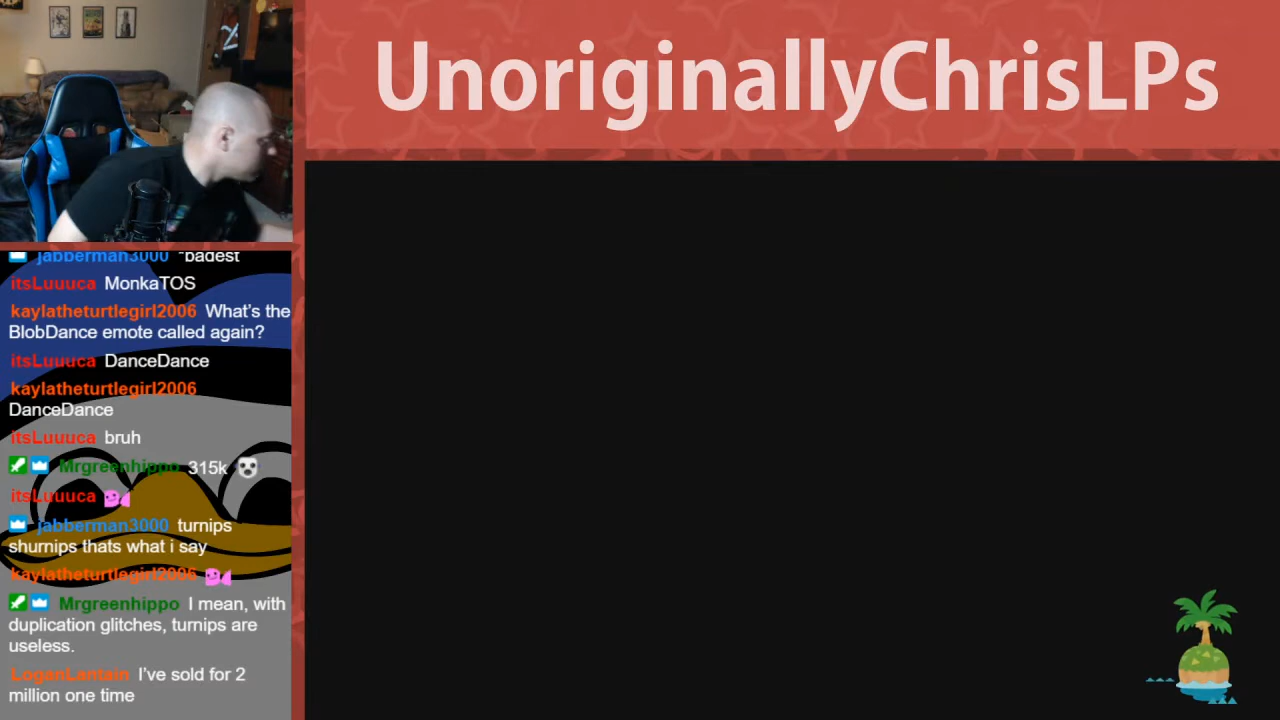 UnoriginallyChrisLPs
jabberman3000 *badest
itsLuuuca MonkaTOS
kaylatheturtlegirl2006 What's the
BlobDance emote called again?
itsLuuuca DanceDance
kaylatheturtlegirl2006
DanceDance
itsLuuuca bruh
Mrgreenhippo 315k
itsLuuuca
jabberman3000 turnips
shurnips thats what i say
kaylatheturtlegirl2006
Mrgreenhippo I mean, with
duplication glitches, turnips are
useless.
LoganLantain I've sold for 2
million one time